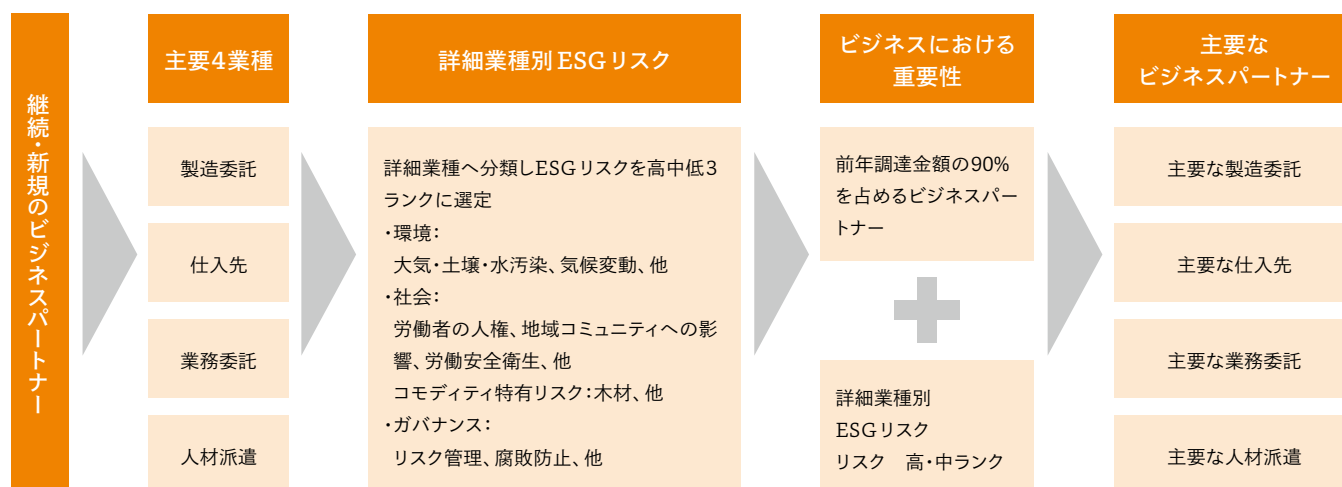 継続・新規のビジネスパートナー
主要4業種
製造委託
仕入先
業務委託
人材派遣
詳細業種別ESGリスク
詳細業種へ分類しESGリスクを高中低3
ランクに選定
・環境：
大気・土壌・水汚染、気候変動、他
・社会：
労働者の人権、地域コミュニティへの影
響、労働安全衛生、他
コモディティ特有リスク：木材、他
・ガバナンス：
リスク管理、腐敗防止、他
ビジネスにおける
重要性
前年調達金額の90%
を占めるビジネスパー
トナー
詳細業種別
ESGリスク
リスク　高・中ランク
主要な
ビジネスパートナー
主要な製造委託
主要な仕入先
主要な業務委託
主要な人材派遣